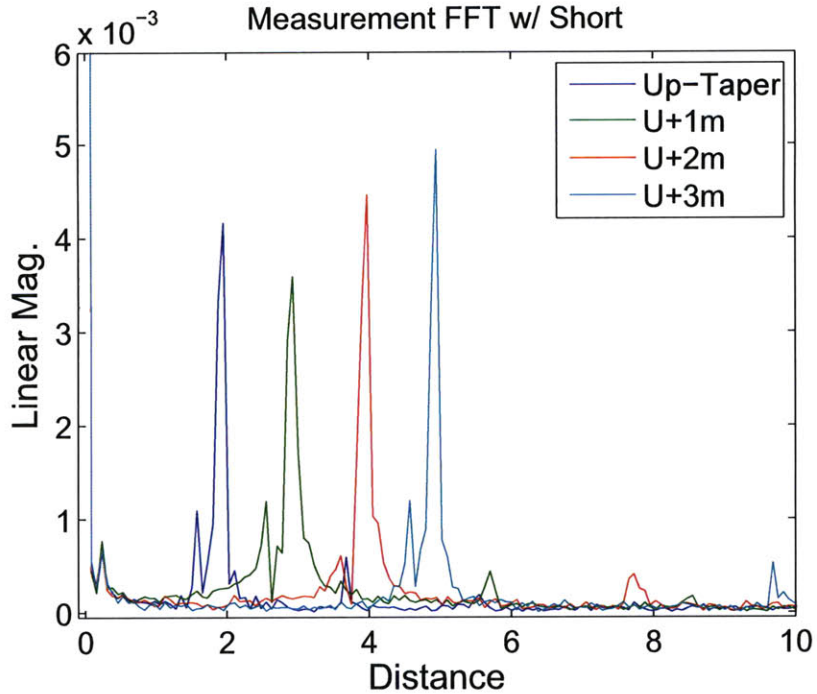 Measurement FFT w/ Short
x 10⁻³
6
5
4
3
2
1
0
Linear Mag.
0 2 4 6 8 10
Distance
Up-Taper
U+1m
U+2m
U+3m